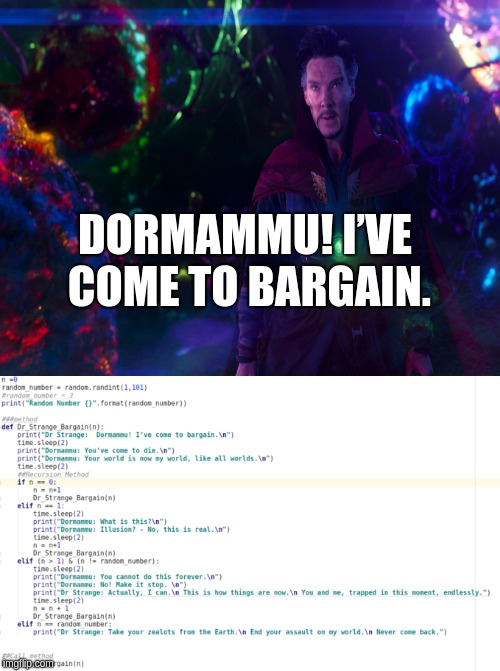 DORMAMMU! I'VE
COME TO BARGAIN.
n =0
random_number = random.randint(1,101)
#random_number = 3
print("Random Number {}".format(random_number))
###method
def Dr_Strange_Bargain(n):
print("Dr Strange:  Dormammu! I've come to bargain.\n")
time.sleep(2)
print("Dormammu: You've come to die.\n")
print("Dormammu: Your world is now my world, like all worlds.\n")
time.sleep(2)
##Recursion Method
if n == 0:
n = n+1
Dr_Strange_Bargain(n)
elif n == 1:
time.sleep(2)
print("Dormammu: What is this?\n")
print("Dormammu: Illusion? - No, this is real.\n")
time.sleep(2)
n = n+1
Dr_Strange_Bargain(n)
elif (n > 1) & (n != random_number):
time.sleep(2)
print("Dormammu: You cannot do this forever.\n")
print("Dormammu: No! Make it stop. \n")
print("Dr Strange: Actually, I can.\n This is how things are now.\n You and me, trapped in this moment, endlessly.")
time.sleep(2)
n = n + 1
Dr_Strange_Bargain(n)
elif n == random_number:
print("Dr Strange: Take your zealots from the Earth.\n End your assault on my world.\n Never come back.")
##Call method
rgain(n)
imgflip.com